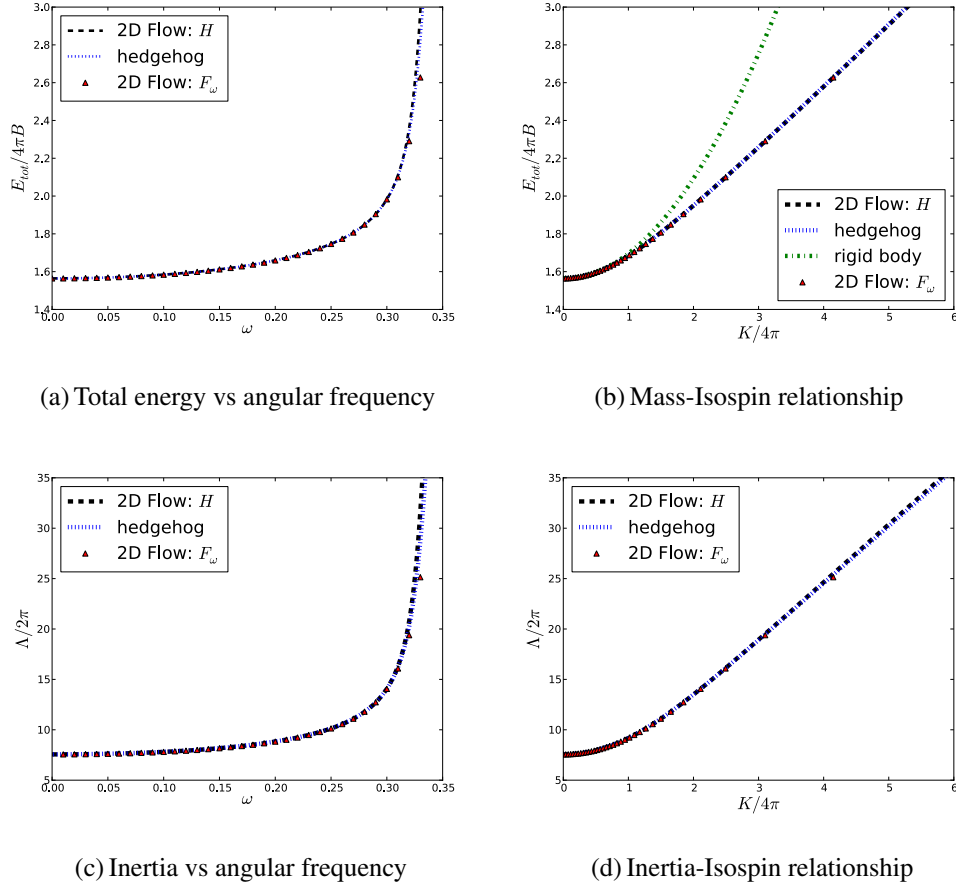 3.0
2.8
2.6
2.4
2.2
2.0
1.8
1.6
1.4
E_{tot}/4πB
2D Flow: H
hedgehog
2D Flow: F_ω
0.00 0.05 0.10 0.15 0.20 0.25 0.30 0.35
ω
(a) Total energy vs angular frequency
3.0
2.8
2.6
2.4
2.2
2.0
1.8
1.6
1.4
E_{tot}/4πB
2D Flow: H
hedgehog
rigid body
2D Flow: F_ω
0 1 2 3 4 5 6
K/4π
(b) Mass-Isospin relationship
35
30
25
20
15
10
5
Λ/2π
2D Flow: H
hedgehog
2D Flow: F_ω
0.00 0.05 0.10 0.15 0.20 0.25 0.30 0.35
ω
(c) Inertia vs angular frequency
35
30
25
20
15
10
5
Λ/2π
2D Flow: H
hedgehog
2D Flow: F_ω
0 1 2 3 4 5 6
K/4π
(d) Inertia-Isospin relationship